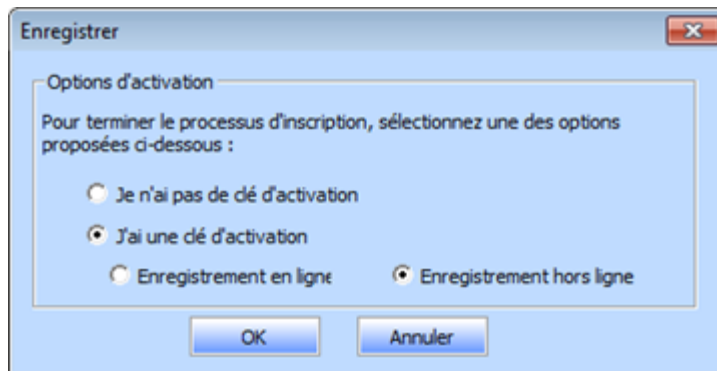 Enregistrer
Options d'activation
Pour terminer le processus d'inscription, sélectionnez une des options
proposées ci-dessous :
Je n'ai pas de clé d'activation
J'ai une clé d'activation
Enregistrement en ligne Enregistrement hors ligne
OK Annuler